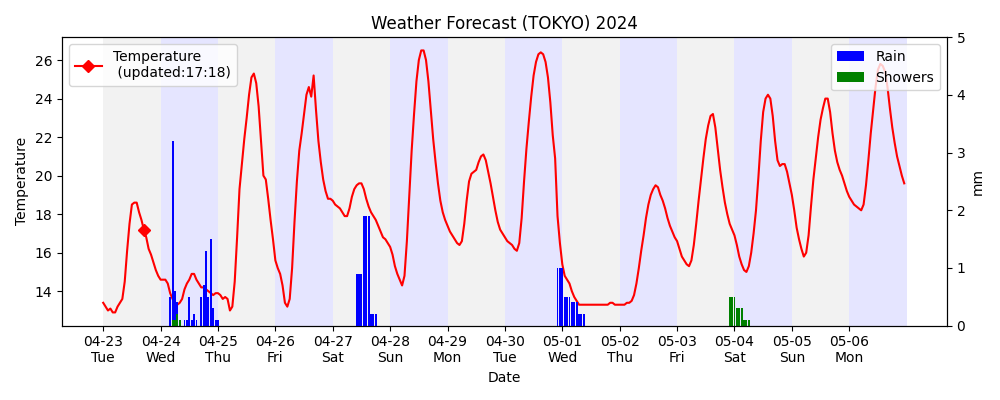 Weather Forecast (TOKYO) 2024
Temperature
(updated:17:18)
Rain
Showers
Temperature
26
24
22
20
18
16
14
5
4
3
2
1
0
mm
04-23 04-24 04-25 04-26 04-27 04-28 04-29 04-30 05-01 05-02 05-03 05-04 05-05 05-06
Tue Wed Thu Fri Sat Sun Mon Tue Wed Thu Fri Sat Sun Mon
Date